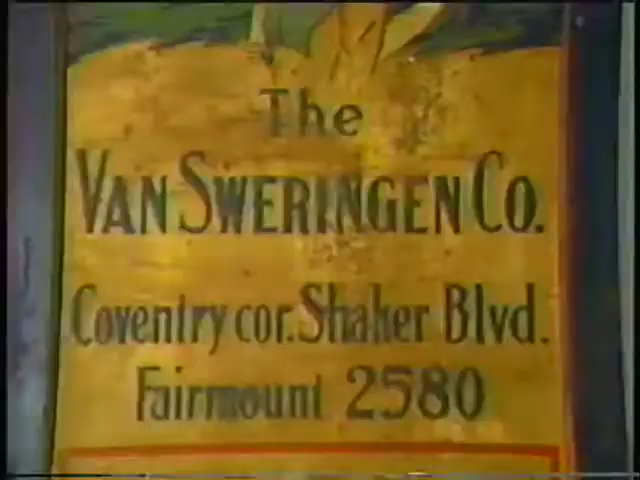 The
VAN SWERINGEN CO.
Coventry cor. Shaker Blvd.
Fairmount 2580